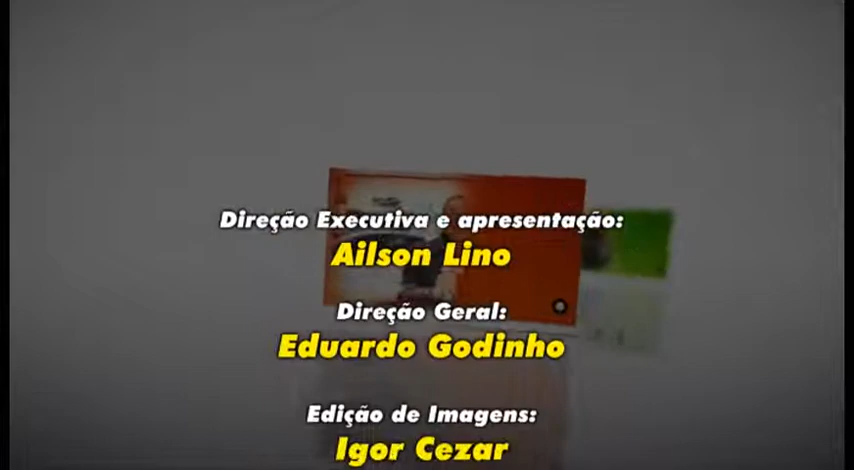 Direção Executiva e apresentação:
Ailson Lino
Direção Geral:
Eduardo Godinho
Edição de Imagens:
Igor Cezar